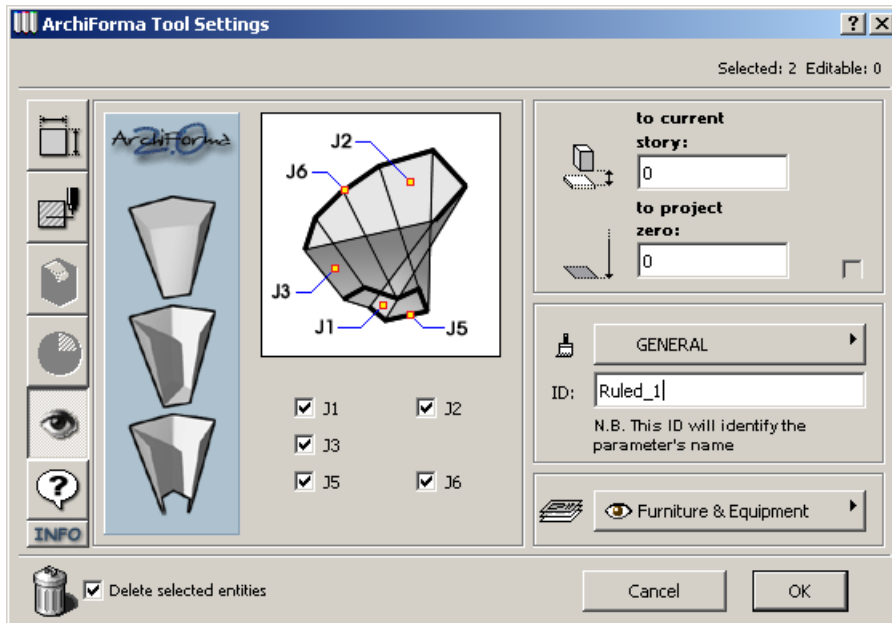 ArchiForma Tool Settings
Selected: 2 Editable: 0
ArchiForma
2.0
J2
J6
J3
J1
J5
J1
J2
J3
J5
J6
to current
story:
0
to project
zero:
0
GENERAL
ID:
Ruled_1
N.B. This ID will identify the
parameter's name
Furniture & Equipment
INFO
Delete selected entities
Cancel
OK